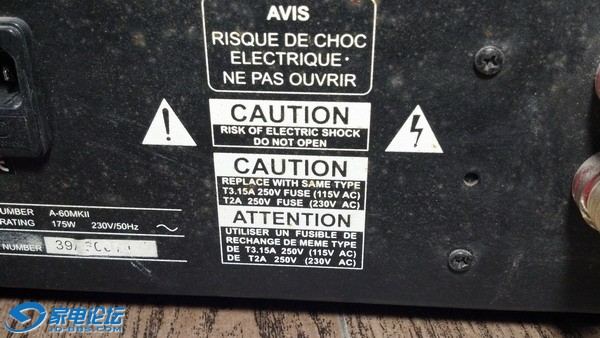 AVIS
RISQUE DE CHOC
ELECTRIQUE·
NE PAS OUVRIR
CAUTION
RISK OF ELECTRIC SHOCK
DO NOT OPEN
CAUTION
REPLACE WITH SAME TYPE
T3.15A 250V FUSE (115V AC)
T2A 250V FUSE (230V AC)
ATTENTION
UTILISER UN FUSIBLE DE
RECHANGE DE MEME TYPE
DE T3.15A 250V (115V AC)
DE T2A 250V (230V AC)
A-60MKII
175W 230V/50Hz
NUMBER
家电论坛
JD-BBS.COM